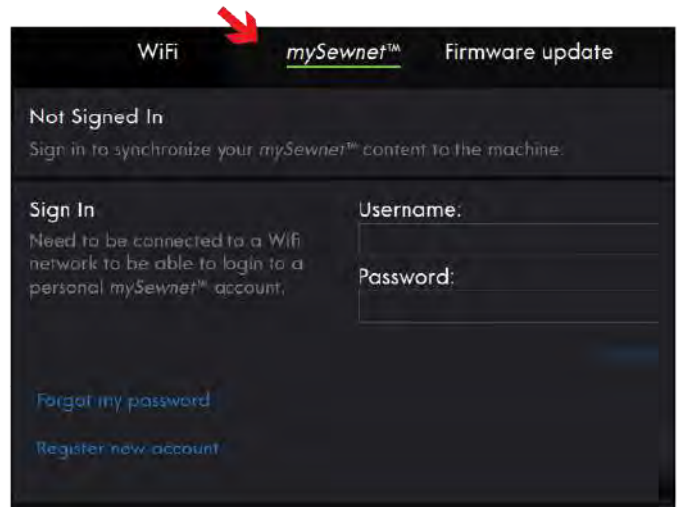 WiFi mySewnet™ Firmware update
Not Signed In
Sign in to synchronize your mySewnet™ content to the machine.
Sign In
Need to be connected to a Wifi
network to be able to login to a
personal mySewnet™ account.
Username:
Password:
Forgot my password
Register new account